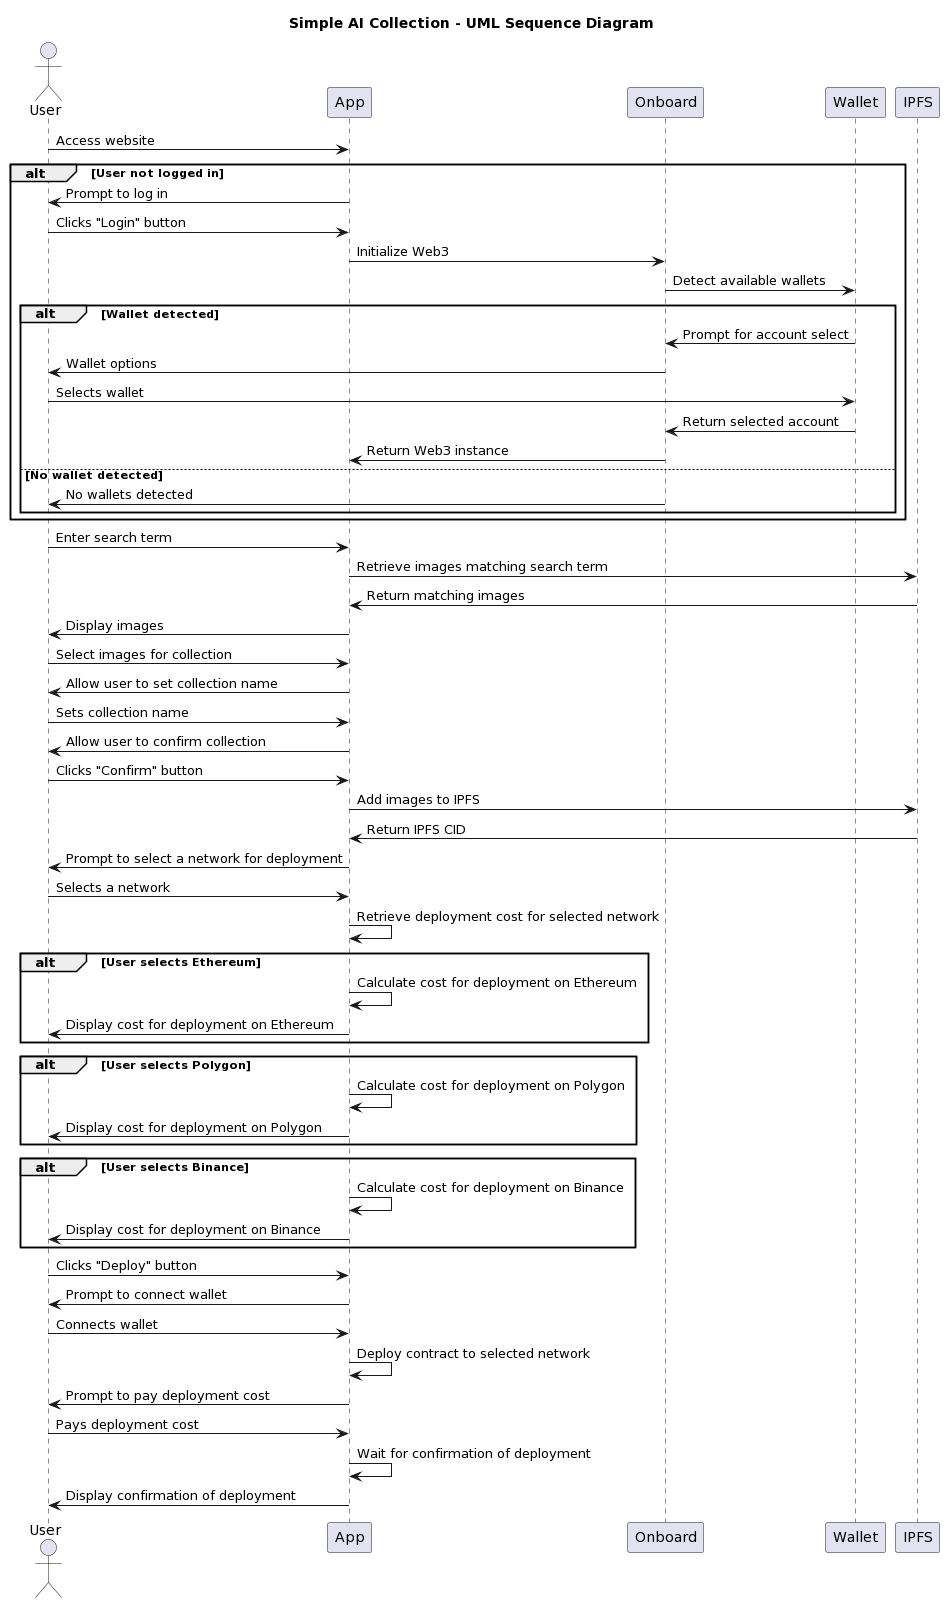 Simple AI Collection - UML Sequence Diagram
User
App
Onboard
Wallet
IPFS
Access website
alt
[User not logged in]
Prompt to log in
Clicks "Login" button
Initialize Web3
Detect available wallets
alt
[Wallet detected]
Prompt for account select
Wallet options
Selects wallet
Return selected account
Return Web3 instance
[No wallet detected]
No wallets detected
Enter search term
Retrieve images matching search term
Return matching images
Display images
Select images for collection
Allow user to set collection name
Sets collection name
Allow user to confirm collection
Clicks "Confirm" button
Add images to IPFS
Return IPFS CID
Prompt to select a network for deployment
Selects a network
Retrieve deployment cost for selected network
alt
[User selects Ethereum]
Calculate cost for deployment on Ethereum
Display cost for deployment on Ethereum
alt
[User selects Polygon]
Calculate cost for deployment on Polygon
Display cost for deployment on Polygon
alt
[User selects Binance]
Calculate cost for deployment on Binance
Display cost for deployment on Binance
Clicks "Deploy" button
Prompt to connect wallet
Connects wallet
Deploy contract to selected network
Prompt to pay deployment cost
Pays deployment cost
Wait for confirmation of deployment
Display confirmation of deployment
User
App
Onboard
Wallet
IPFS